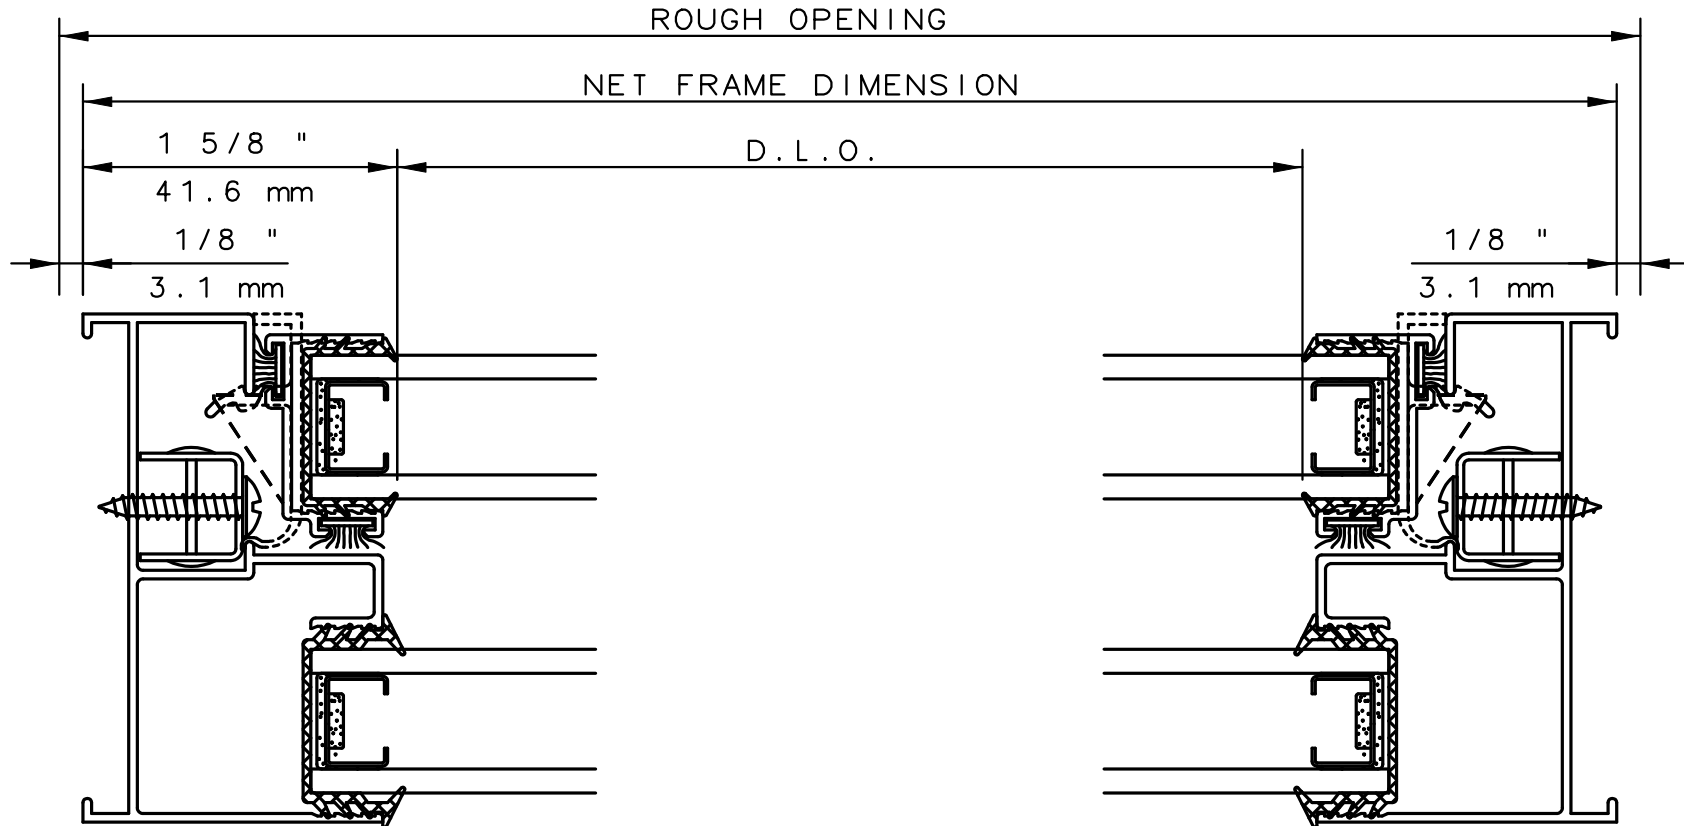 ROUGH OPENING
NET FRAME DIMENSION
1 5/8 "
41.6 mm
D.L.O.
1/8 "
3.1 mm
1/8 "
3.1 mm